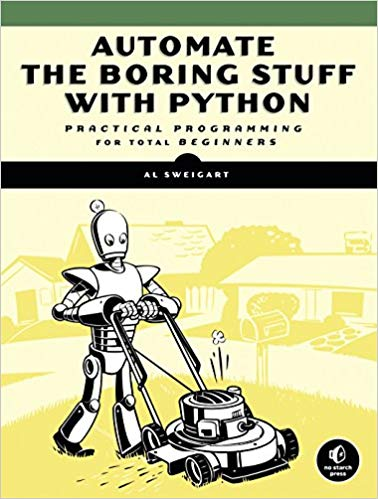 AUTOMATE
THE BORING STUFF
WITH PYTHON
PRACTICAL PROGRAMMING
FOR TOTAL BEGINNERS
AL SWEIGART
no starch
press